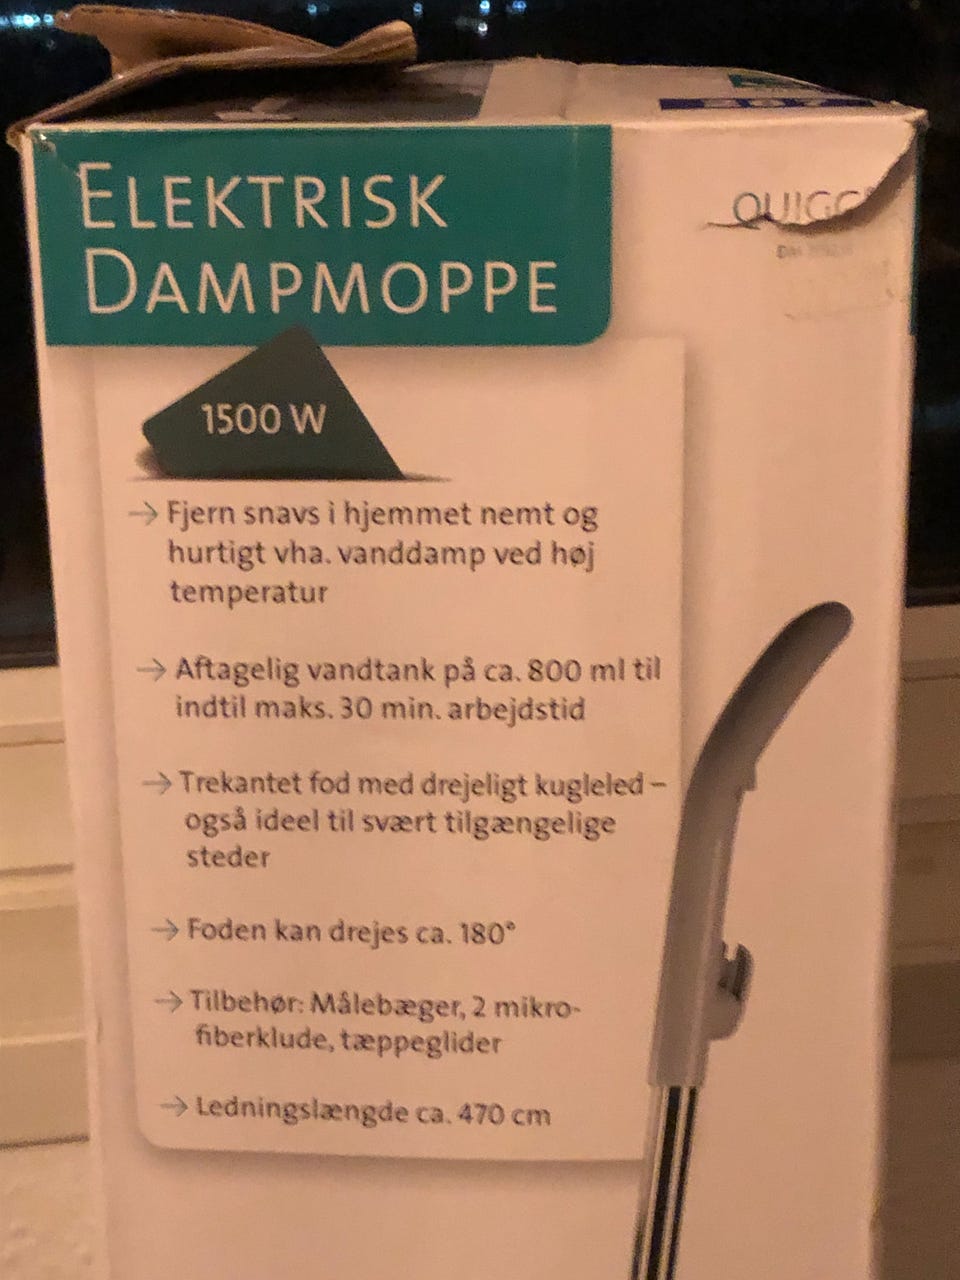 ELEKTRISK
DAMPMOPPE
QUIGG
1500 W
→ Fjern snavs i hjemmet nemt og
hurtigt vha. vanddamp ved høj
temperatur
→ Aftagelig vandtank på ca. 800 ml til
indtil maks. 30 min. arbejdstid
→ Trekantet fod med drejeligt kugleled –
også ideel til svært tilgængelige
steder
→ Foden kan drejes ca. 180°
→ Tilbehør: Målebæger, 2 mikro-
fiberklude, tæppeglider
→ Ledningslængde ca. 470 cm